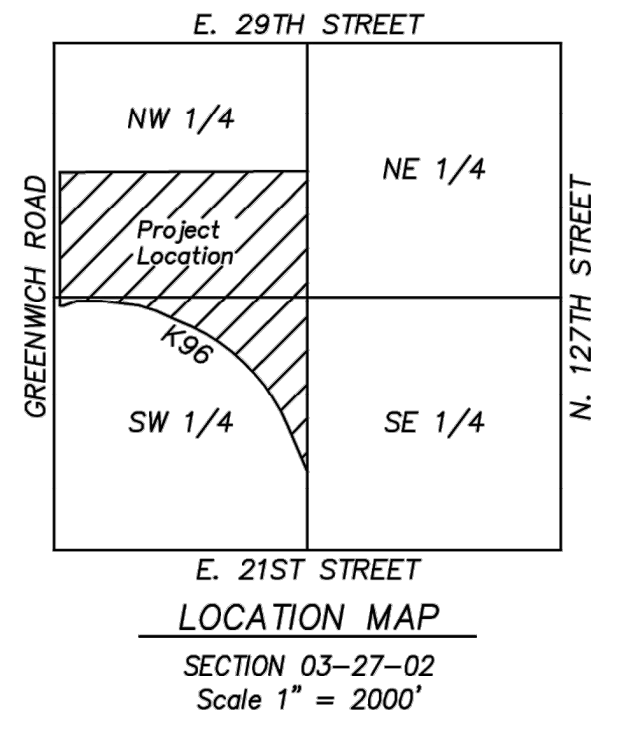 E. 29TH STREET
NW 1/4
NE 1/4
Project
Location
GREENWICH ROAD
N. 127TH STREET
K96
SW 1/4
SE 1/4
E. 21ST STREET
LOCATION MAP
SECTION 03-27-02
Scale 1" = 2000'